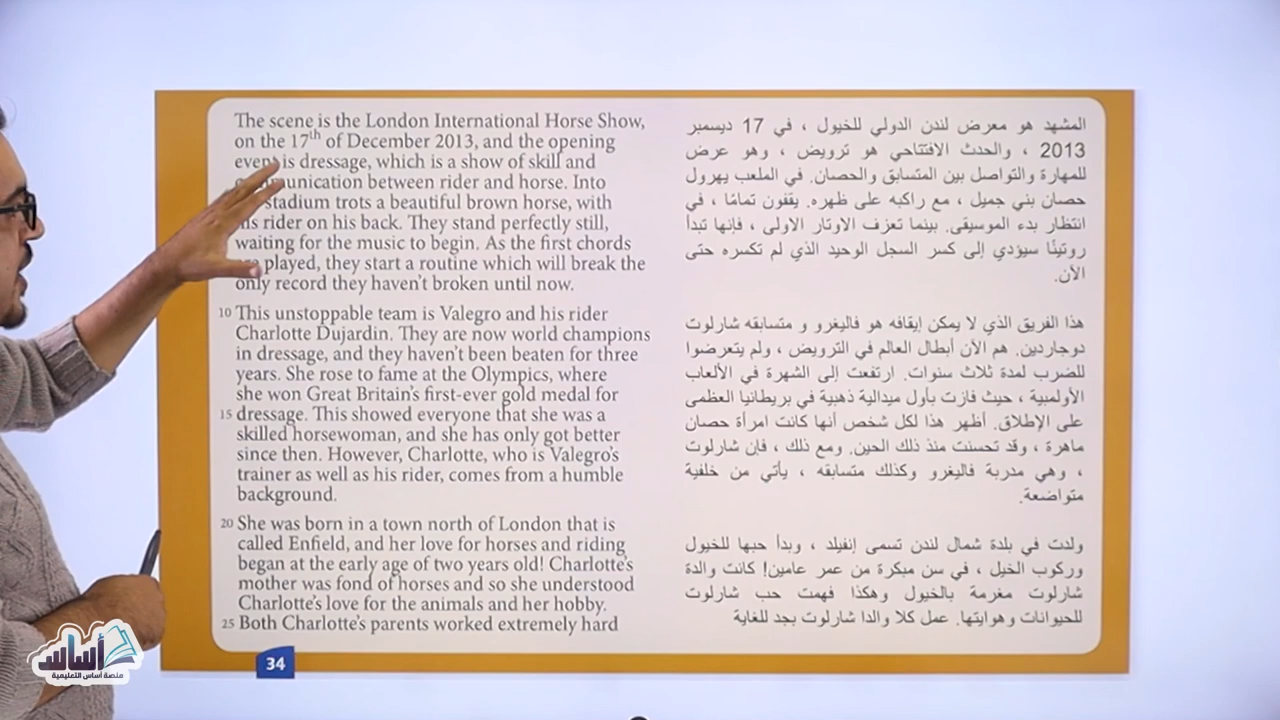 The scene is the London International Horse Show,
on the 17th of December 2013, and the opening
is dressage, which is a show of skill and
between rider and horse. Into
stadium trots a beautiful brown horse, with
rider on his back. They stand perfectly still,
waiting for the music to begin. As the first chords
played, they start a routine which will break the
only record they haven't broken until now.
10 This unstoppable team is Valegro and his rider
Charlotte Dujardin. They are now world champions
in dressage, and they haven't been beaten for three
years. She rose to fame at the Olympics, where
she won Great Britain's first-ever gold medal for
15 dressage. This showed everyone that she was a
skilled horsewoman, and she has only got better
since then. However, Charlotte, who is Valegro's
trainer as well as his rider, comes from a humble
background.
20 She was born in a town north of London that is
called Enfield, and her love for horses and riding
began at the early age of two years old! Charlotte's
mother was fond of horses and so she understood
Charlotte's love for the animals and her hobby.
25 Both Charlotte's parents worked extremely hard
المشهد هو معرض لندن الدولي للخيول ، في 17 ديسمبر
2013 ، والحدث الافتتاحي هو ترويض ، وهو عرض
للمهارة والتواصل بين المتسابق والحصان. في الملعب يهرول
حصان بني جميل ، مع راكبه على ظهره. يقفون تمامًا ، في
انتظار بدء الموسيقى. بينما تعزف الاوتار الاولى ، فإنها تبدأ
روتينًا سيؤدي إلى كسر السجل الوحيد الذي لم تكسره حتى
الآن.
هذا الفريق الذي لا يمكن إيقافه هو فاليغرو و متسابقه شارلوت
دوجاردين. هم الآن أبطال العالم في الترويض ، ولم يتعرضوا
للضرب لمدة ثلاث سنوات. ارتفعت إلى الشهرة في الألعاب
الأولمبية ، حيث فازت بأول ميدالية ذهبية في بريطانيا العظمى
على الإطلاق. أظهر هذا لكل شخص أنها كانت امرأة حصان
ماهرة ، وقد تحسنت منذ ذلك الحين. ومع ذلك ، فإن شارلوت
، وهي مدربة فاليغرو وكذلك متسابقه ، يأتي من خلفية
متواضعة.
ولدت في بلدة شمال لندن تسمى إنفيلد ، وبدأ حبها للخيول
وركوب الخيل ، في سن مبكرة من عمر عامين! كانت والدة
شارلوت مغرمة بالخيول وهكذا فهمت حب شارلوت
للحيوانات وهوايتها. عمل كلا والدا شارلوت بجد للغاية
34
أساس
منصة أساس التعليمية